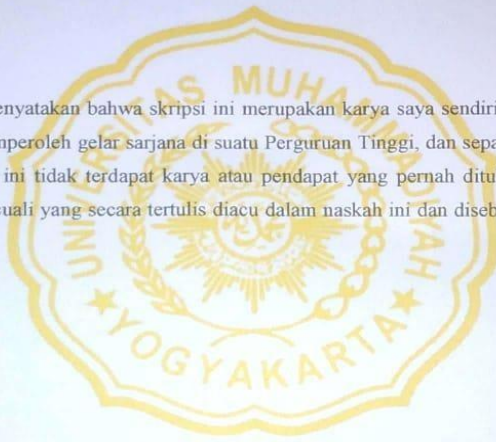 enyatakan bahwa skripsi ini merupakan karya saya sendiri
mperoleh gelar sarjana di suatu Perguruan Tinggi, dan sepa
ini tidak terdapat karya atau pendapat yang pernah ditu
uali yang secara tertulis diacu dalam naskah ini dan diseb
UNIVERSITAS MUHAMMADIYAH
YOGYAKARTA